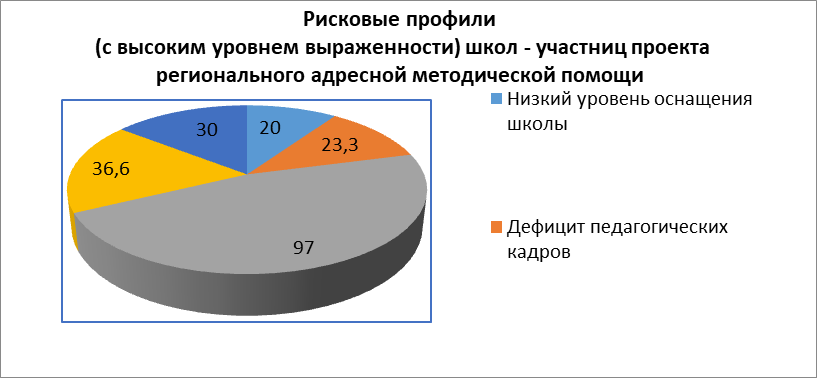 Рисковые профили
(с высоким уровнем выраженности) школ - участниц проекта
регионального адресной методической помощи
30
20
23,3
36,6
97
Низкий уровень оснащения
школы
Дефицит педагогических
кадров